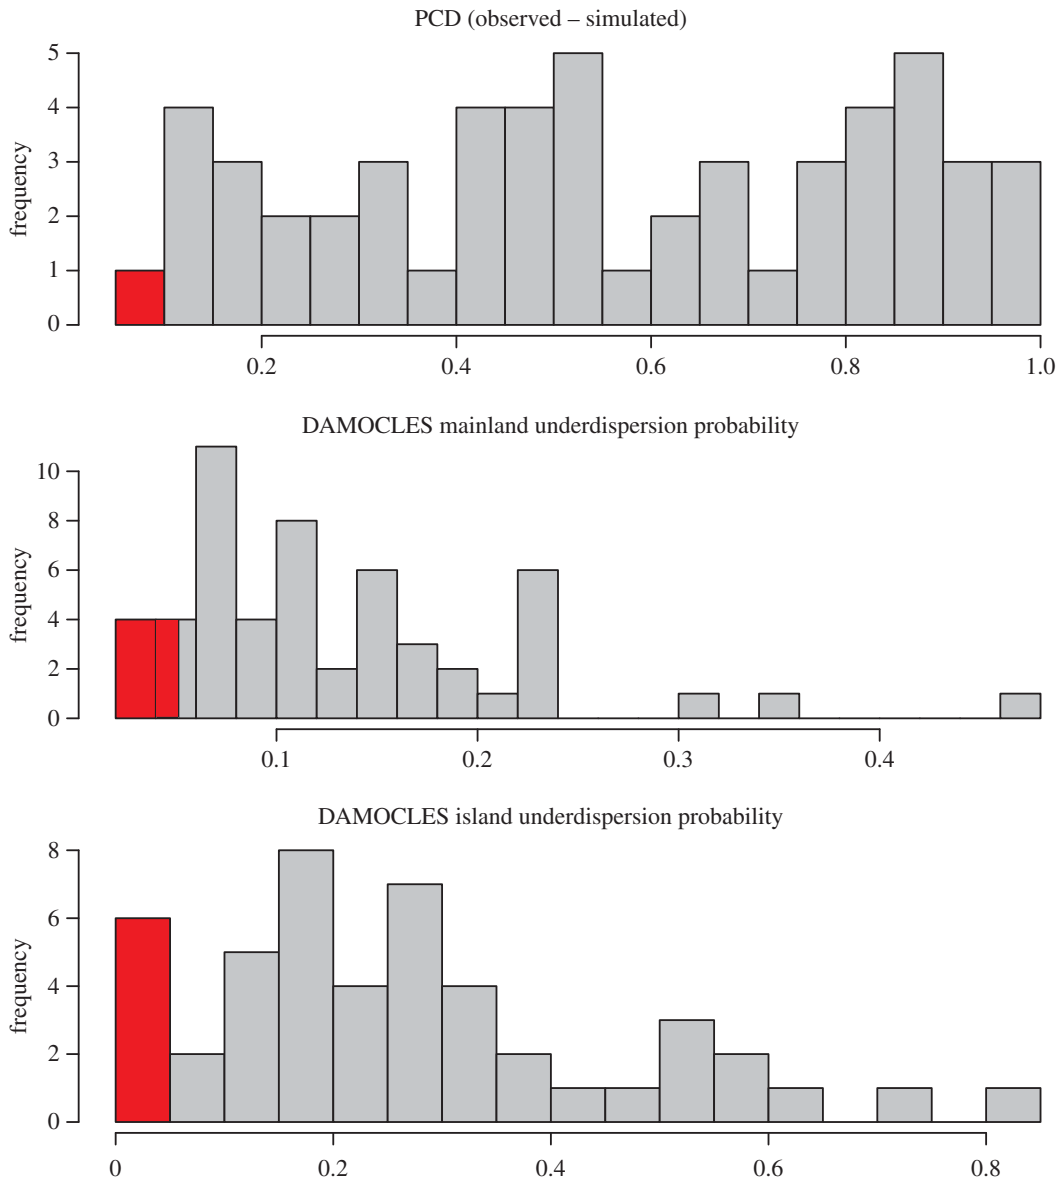 PCD (observed – simulated)
5
4
3
2
1
0
frequency
0.2 0.4 0.6 0.8 1.0
DAMOCLES mainland underdispersion probability
10
8
6
4
2
0
frequency
0.1 0.2 0.3 0.4
DAMOCLES island underdispersion probability
8
6
4
2
0
frequency
0 0.2 0.4 0.6 0.8